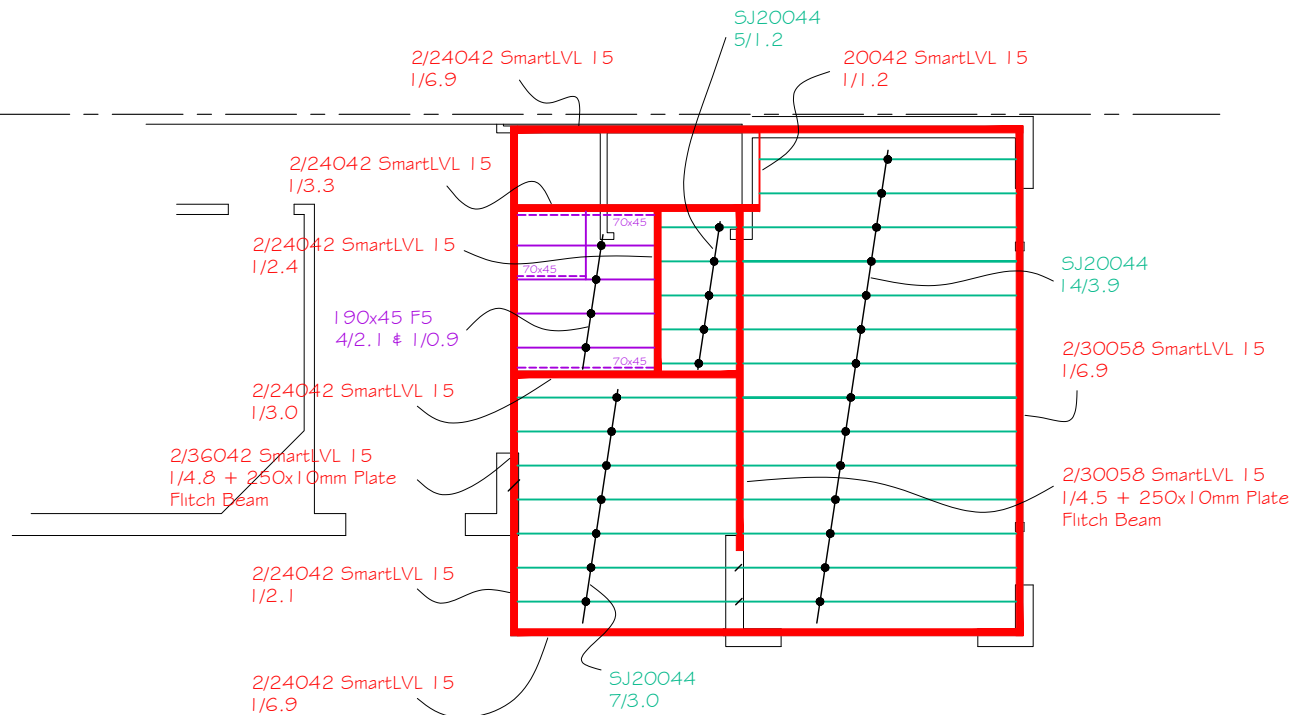 SJ20044
5/1.2
2/24042 SmartLVL 15
1/6.9
20042 SmartLVL 15
1/1.2
2/24042 SmartLVL 15
1/3.3
70x45
2/24042 SmartLVL 15
1/2.4
70x45
SJ20044
14/3.9
190x45 F5
4/2.1 & 1/0.9
2/30058 SmartLVL 15
1/6.9
70x45
2/24042 SmartLVL 15
1/3.0
2/36042 SmartLVL 15
1/4.8 + 250x10mm Plate
Flitch Beam
2/30058 SmartLVL 15
1/4.5 + 250x10mm Plate
Flitch Beam
2/24042 SmartLVL 15
1/2.1
2/24042 SmartLVL 15
1/6.9
SJ20044
7/3.0